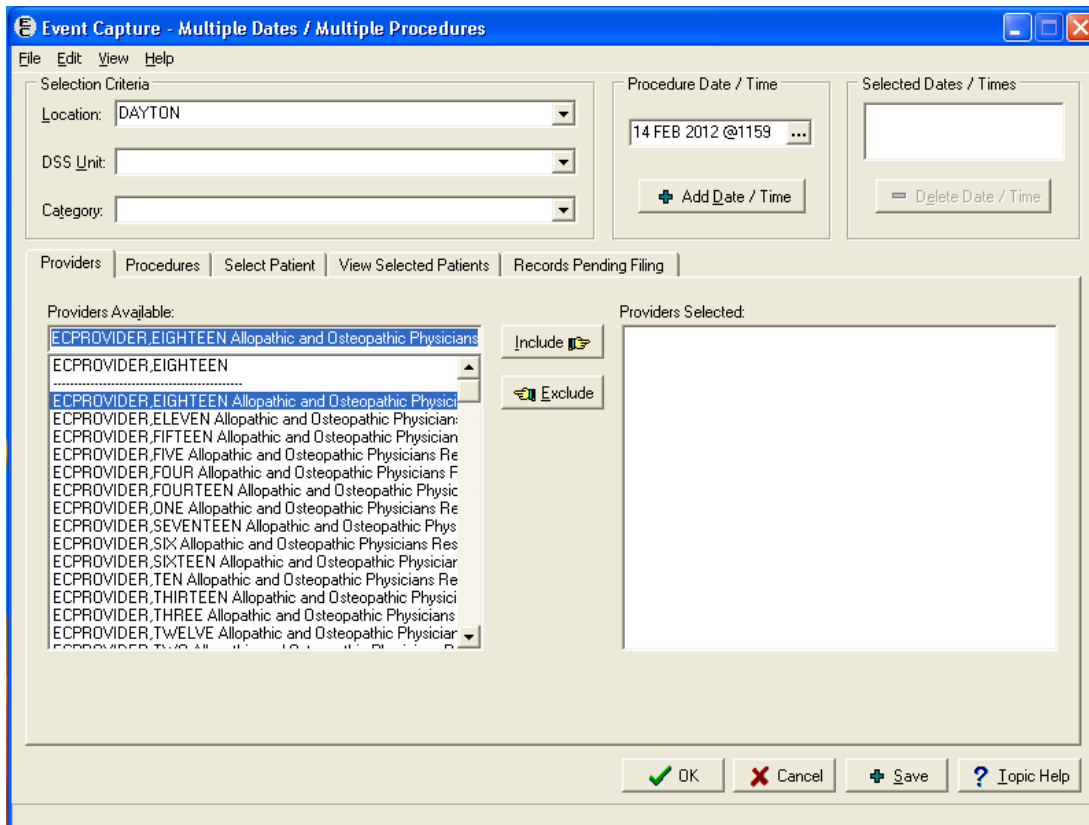 Event Capture - Multiple Dates / Multiple Procedures
File Edit View Help
Selection Criteria
Location: DAYTON
DSS Unit:
Category:
Procedure Date / Time
14 FEB 2012 @1159 ...
Add Date / Time
Selected Dates / Times
Delete Date / Time
Providers Procedures Select Patient View Selected Patients Records Pending Filing
Providers Available:
ECPROVIDER,EIGHTEEN Allopathic and Osteopathic Physicians
ECPROVIDER,EIGHTEEN
---------------------------------------------
ECPROVIDER,EIGHTEEN Allopathic and Osteopathic Physici
ECPROVIDER,ELEVEN Allopathic and Osteopathic Physician
ECPROVIDER,FIFTEEN Allopathic and Osteopathic Physician
ECPROVIDER,FIVE Allopathic and Osteopathic Physicians Re
ECPROVIDER,FOUR Allopathic and Osteopathic Physicians F
ECPROVIDER,FOURTEEN Allopathic and Osteopathic Physic
ECPROVIDER,ONE Allopathic and Osteopathic Physicians Re
ECPROVIDER,SEVENTEEN Allopathic and Osteopathic Phys
ECPROVIDER,SIX Allopathic and Osteopathic Physicians Res
ECPROVIDER,SIXTEEN Allopathic and Osteopathic Physician
ECPROVIDER,TEN Allopathic and Osteopathic Physicians Re
ECPROVIDER,THIRTEEN Allopathic and Osteopathic Physici
ECPROVIDER,THREE Allopathic and Osteopathic Physicians
ECPROVIDER,TWELVE Allopathic and Osteopathic Physician
Include
Exclude
Providers Selected:
OK Cancel Save Topic Help